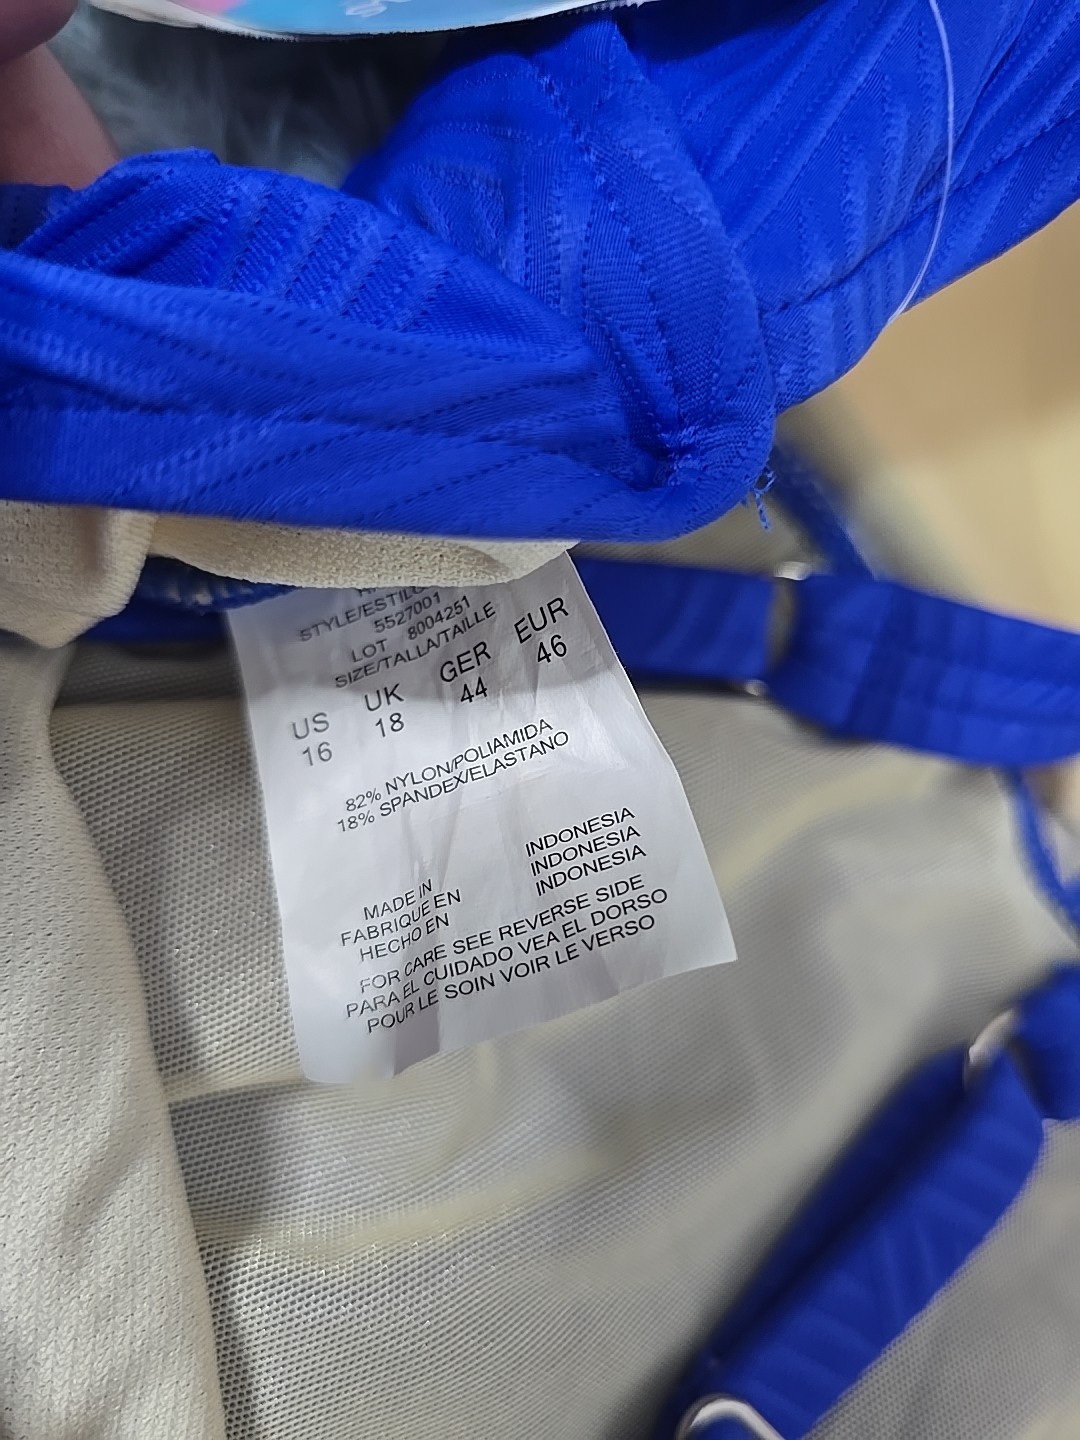 STYLE/ESTILO
5527001
LOT 8004251
SIZE/TALLA/TAILLE
US UK GER EUR
16 18 44 46
82% NYLON/POLIAMIDA
18% SPANDEX/ELASTANO
MADE IN INDONESIA
FABRIQUE EN INDONESIA
HECHO EN INDONESIA
FOR CARE SEE REVERSE SIDE
PARA EL CUIDADO VEA EL DORSO
POUR LE SOIN VOIR LE VERSO